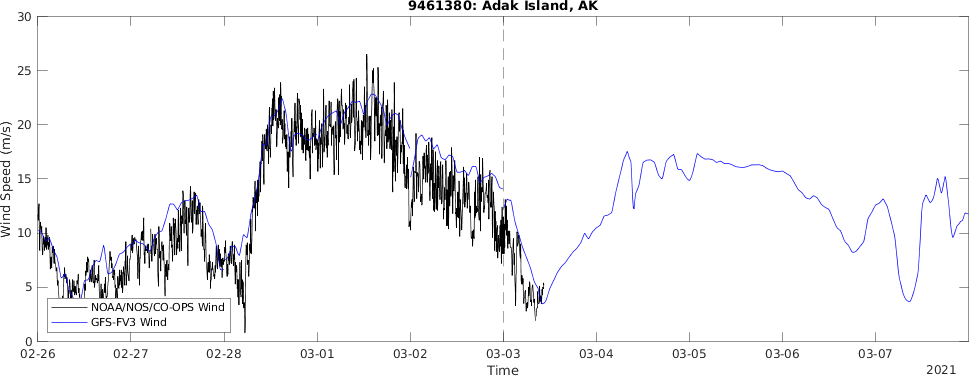 9461380: Adak Island, AK
30
25
20
15
10
5
0
Wind Speed (m/s)
NOAA/NOS/CO-OPS Wind
GFS-FV3 Wind
02-26 02-27 02-28 03-01 03-02 03-03 03-04 03-05 03-06 03-07
Time
2021